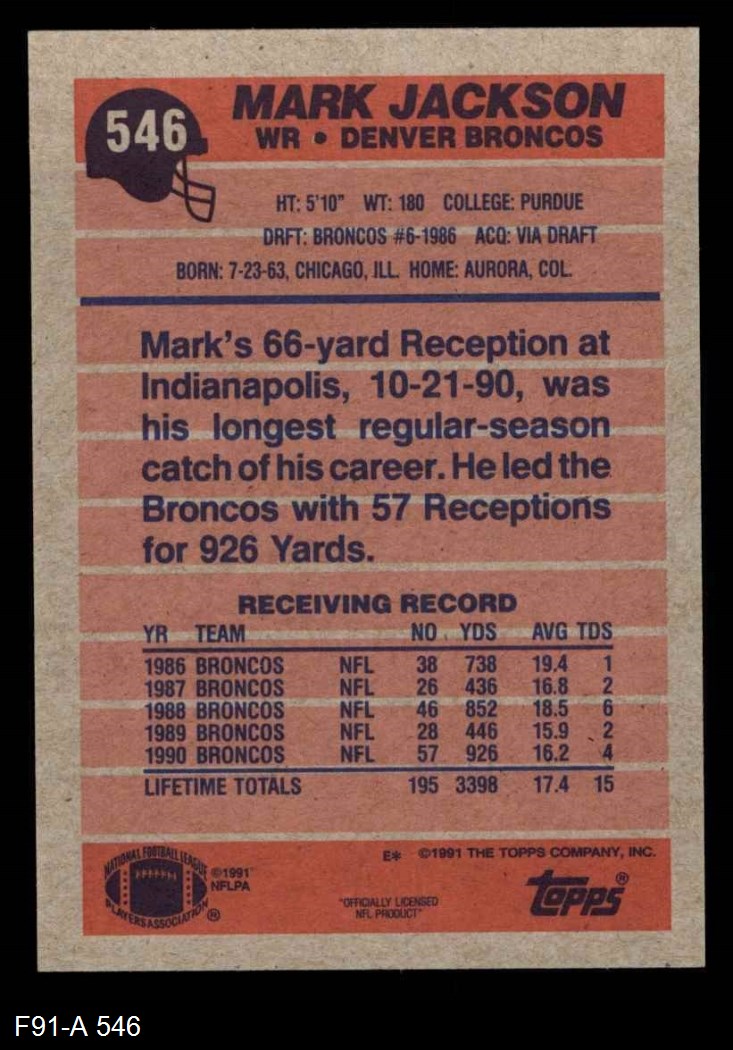 546
MARK JACKSON
WR • DENVER BRONCOS
HT: 5'10" WT: 180 COLLEGE: PURDUE
DRFT: BRONCOS #6-1986 ACQ: VIA DRAFT
BORN: 7-23-63, CHICAGO, ILL. HOME: AURORA, COL.
Mark's 66-yard Reception at
Indianapolis, 10-21-90, was
his longest regular-season
catch of his career. He led the
Broncos with 57 Receptions
for 926 Yards.
RECEIVING RECORD
YR TEAM NO. YDS AVG TDS
1986 BRONCOS NFL 38 738 19.4 1
1987 BRONCOS NFL 26 436 16.8 2
1988 BRONCOS NFL 46 852 18.5 6
1989 BRONCOS NFL 28 446 15.9 2
1990 BRONCOS NFL 57 926 16.2 4
LIFETIME TOTALS 195 3398 17.4 15
NATIONAL FOOTBALL LEAGUE
PLAYERS ASSOCIATION ®
©1991
NFLPA
E* ©1991 THE TOPPS COMPANY, INC.
"OFFICIALLY LICENSED
NFL PRODUCT"
topps®
F91-A 546